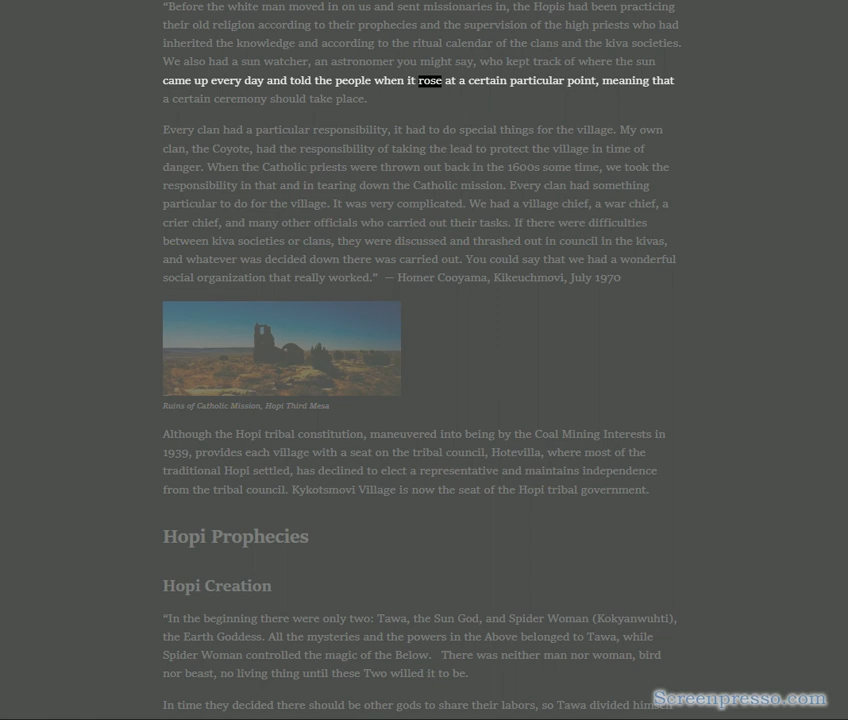 “Before the white man moved in on us and sent missionaries in, the Hopis had been practicing
their old religion according to their prophecies and the supervision of the high priests who had
inherited the knowledge and according to the ritual calendar of the clans and the kiva societies.
We also had a sun watcher, an astronomer you might say, who kept track of where the sun
came up every day and told the people when it rose at a certain particular point, meaning that
a certain ceremony should take place.
Every clan had a particular responsibility, it had to do special things for the village. My own
clan, the Coyote, had the responsibility of taking the lead to protect the village in time of
danger. When the Catholic priests were thrown out back in the 1600s some time, we took the
responsibility in that and in tearing down the Catholic mission. Every clan had something
particular to do for the village. It was very complicated. We had a village chief, a war chief, a
crier chief, and many other officials who carried out their tasks. If there were difficulties
between kiva societies or clans, they were discussed and thrashed out in council in the kivas,
and whatever was decided down there was carried out. You could say that we had a wonderful
social organization that really worked.” — Homer Cooyama, Kikeuchmovi, July 1970
Ruins of Catholic Mission, Hopi Third Mesa
Although the Hopi tribal constitution, maneuvered into being by the Coal Mining Interests in
1939, provides each village with a seat on the tribal council, Hotevilla, where most of the
traditional Hopi settled, has declined to elect a representative and maintains independence
from the tribal council. Kykotsmovi Village is now the seat of the Hopi tribal government.
Hopi Prophecies
Hopi Creation
“In the beginning there were only two: Tawa, the Sun God, and Spider Woman (Kokyanwuhti),
the Earth Goddess. All the mysteries and the powers in the Above belonged to Tawa, while
Spider Woman controlled the magic of the Below. There was neither man nor woman, bird
nor beast, no living thing until these Two willed it to be.
In time they decided there should be other gods to share their labors, so Tawa divided himself
Screenpresso.com